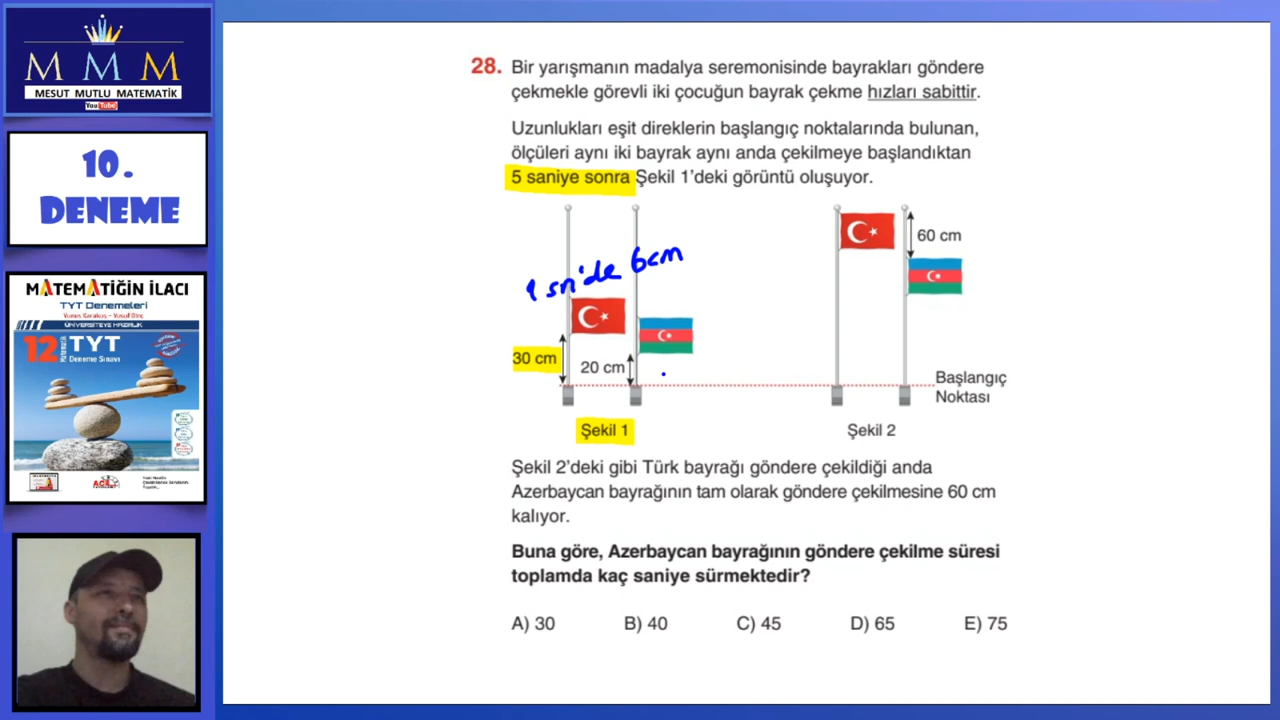 M M M
MESUT MUTLU MATEMATİK
YouTube
10.
DENEME
MATEMATİĞİN İLACI
TYT Denemeleri
Yunus Karakuş – Yusuf Dinç
ÜNİVERSİTEYE HAZIRLIK
12 Matematik TYT
Deneme Sınavı
28. Bir yarışmanın madalya seremonisinde bayrakları göndere
çekmekle görevli iki çocuğun bayrak çekme hızları sabittir.
Uzunlukları eşit direklerin başlangıç noktalarında bulunan,
ölçüleri aynı iki bayrak aynı anda çekilmeye başlandıktan
5 saniye sonra Şekil 1'deki görüntü oluşuyor.
60 cm
1 sn'de 6cm
30 cm
20 cm
Başlangıç
Noktası
Şekil 1
Şekil 2
Şekil 2'deki gibi Türk bayrağı göndere çekildiği anda
Azerbaycan bayrağının tam olarak göndere çekilmesine 60 cm
kalıyor.
Buna göre, Azerbaycan bayrağının göndere çekilme süresi
toplamda kaç saniye sürmektedir?
A) 30 B) 40 C) 45 D) 65 E) 75